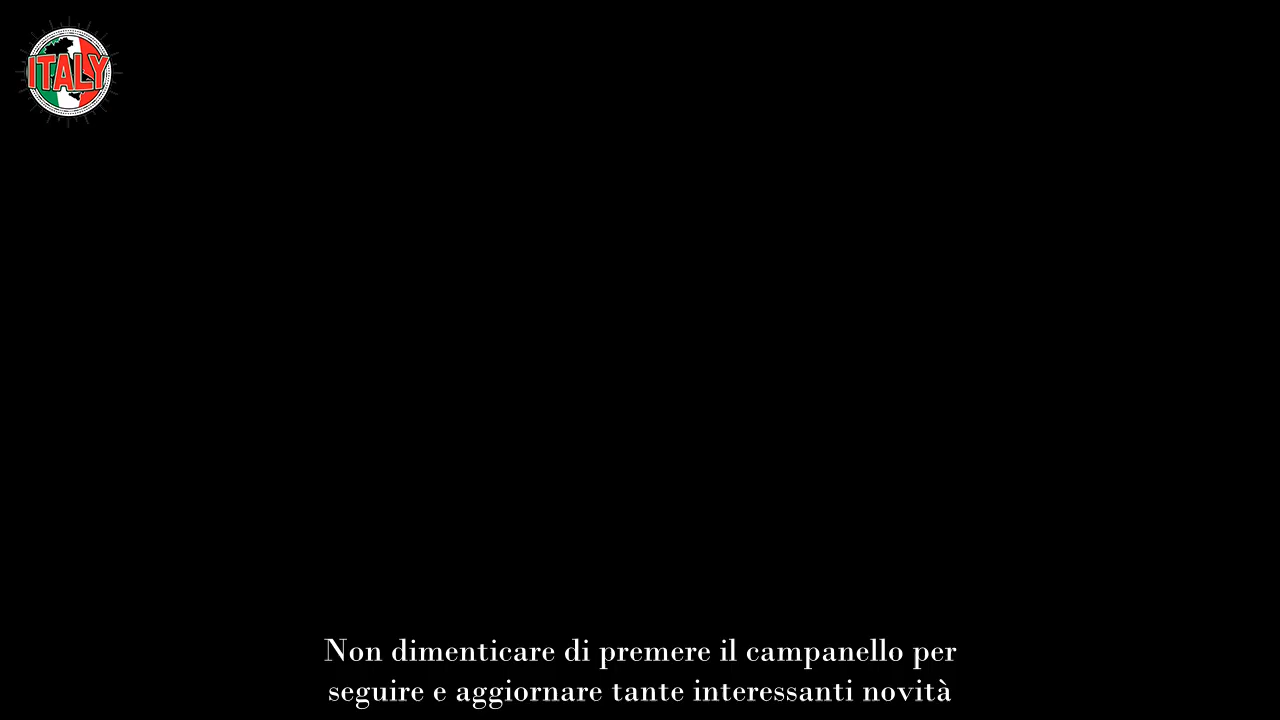 ITALY
Non dimenticare di premere il campanello per
seguire e aggiornare tante interessanti novità